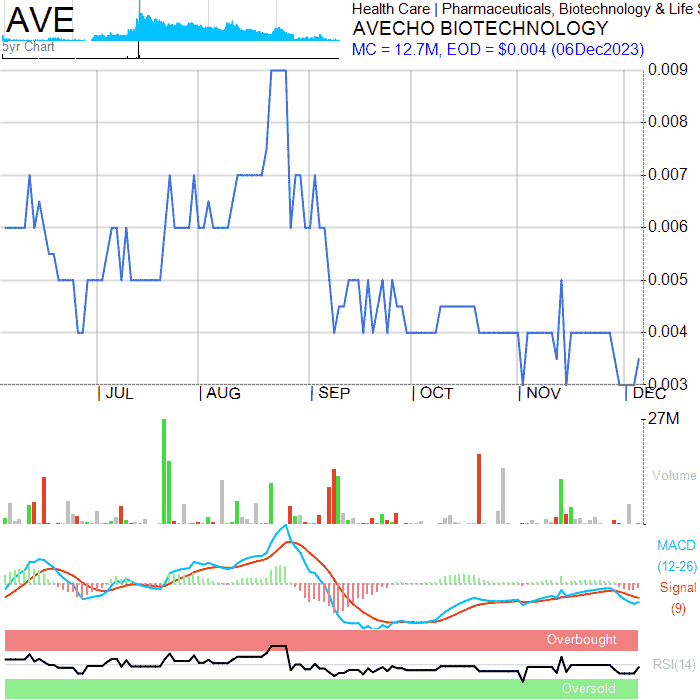 AVE
5yr Chart
Health Care | Pharmaceuticals, Biotechnology & Life S
AVECHO BIOTECHNOLOGY
MC = 12.7M, EOD = $0.004 (06Dec2023)
0.009
0.008
0.007
0.006
0.005
0.004
0.003
JUL
AUG
SEP
OCT
NOV
DEC
27M
Volume
MACD
(12-26)
Signal
(9)
Overbought
RSI(14)
Oversold